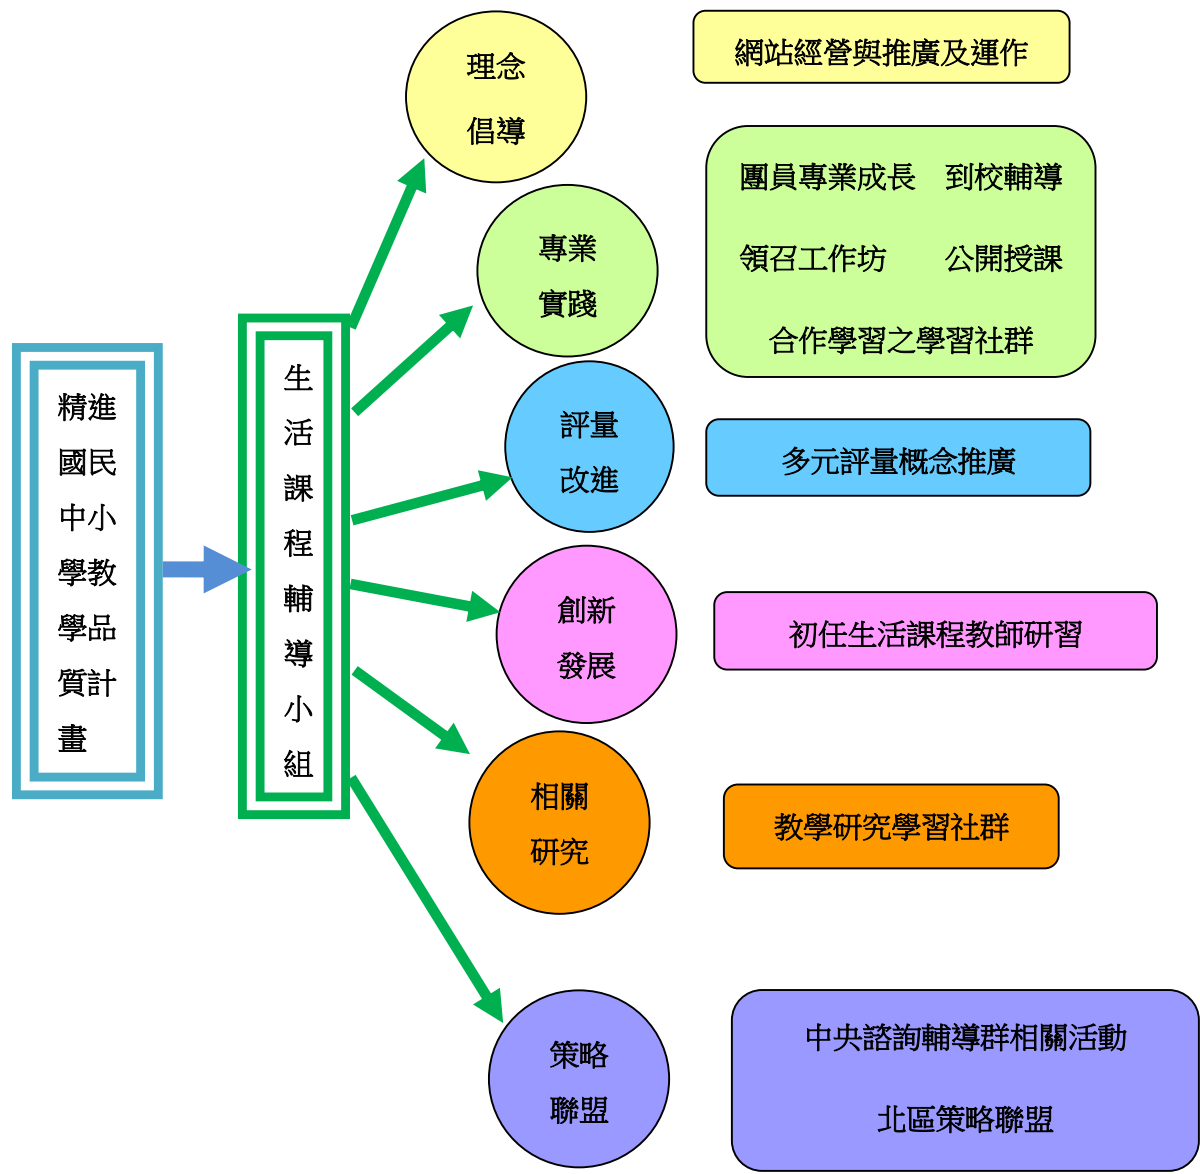 精進
國民
中小
學教
學品
質計
畫
生
活
課
程
輔
導
小
組
理念
倡導
網站經營與推廣及運作
專業
實踐
團員專業成長 到校輔導
領召工作坊 公開授課
合作學習之學習社群
評量
改進
多元評量概念推廣
創新
發展
初任生活課程教師研習
相關
研究
教學研究學習社群
策略
聯盟
中央諮詢輔導群相關活動
北區策略聯盟